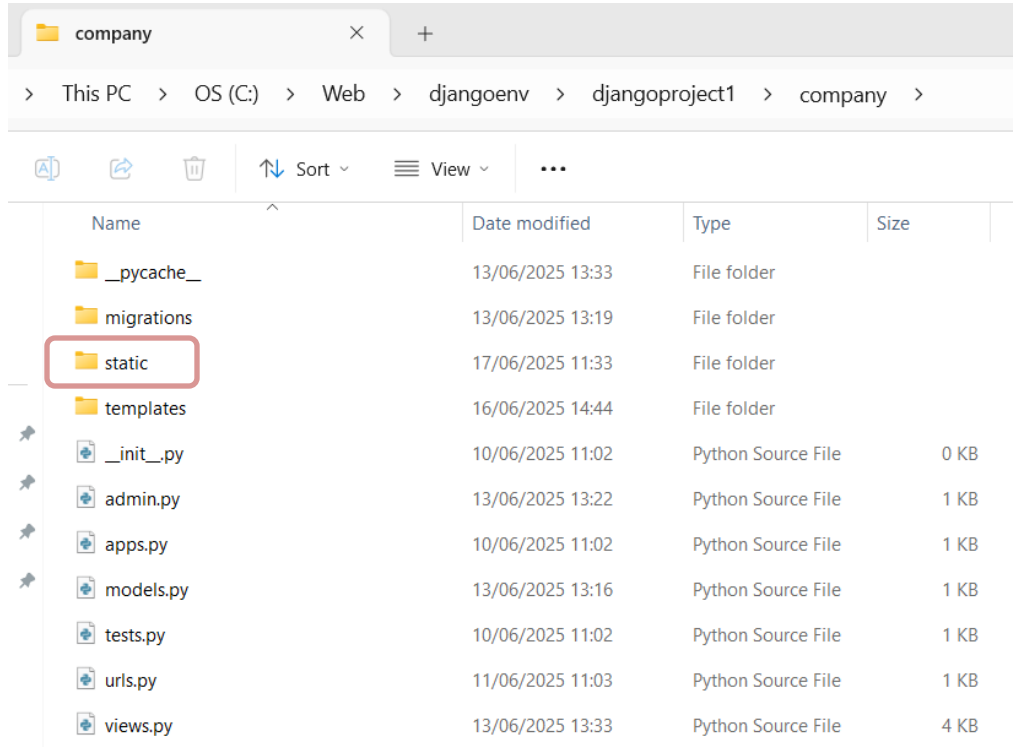 company
This PC > OS (C:) > Web > djangoenv > djangoproject1 > company >
Sort View
Name Date modified Type Size
__pycache__ 13/06/2025 13:33 File folder
migrations 13/06/2025 13:19 File folder
static 17/06/2025 11:33 File folder
templates 16/06/2025 14:44 File folder
__init__.py 10/06/2025 11:02 Python Source File 0 KB
admin.py 13/06/2025 13:22 Python Source File 1 KB
apps.py 10/06/2025 11:02 Python Source File 1 KB
models.py 13/06/2025 13:16 Python Source File 1 KB
tests.py 10/06/2025 11:02 Python Source File 1 KB
urls.py 11/06/2025 11:03 Python Source File 1 KB
views.py 13/06/2025 13:33 Python Source File 4 KB